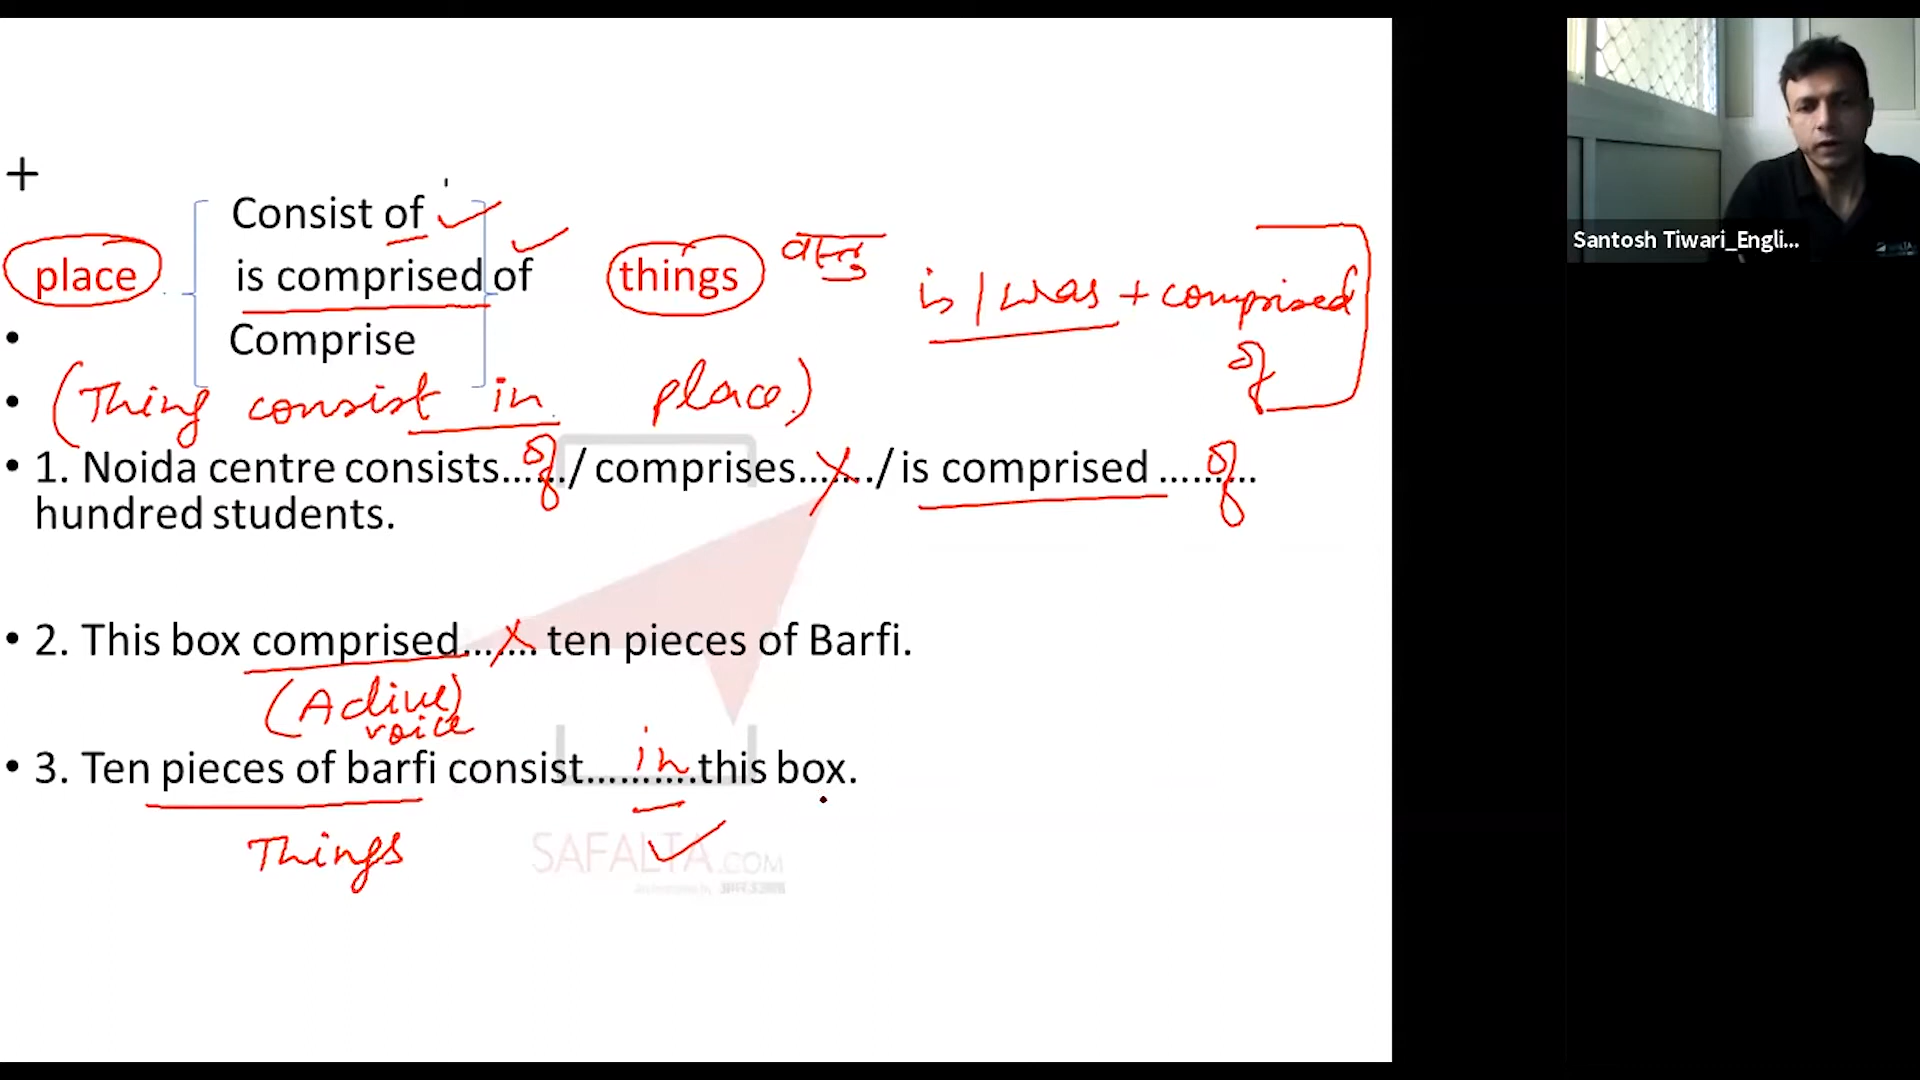 +
Consist of
place is comprised of things is / was + comprised of
Comprise
(Thing consist in place)
• 1. Noida centre consists...of.../ comprises...X.../ is comprised ...of...
hundred students.
• 2. This box comprised...X... ten pieces of Barfi.
(Active voice)
• 3. Ten pieces of barfi consist....in....this box.
Things
SAFALTA.COM
Santosh Tiwari_Engli...